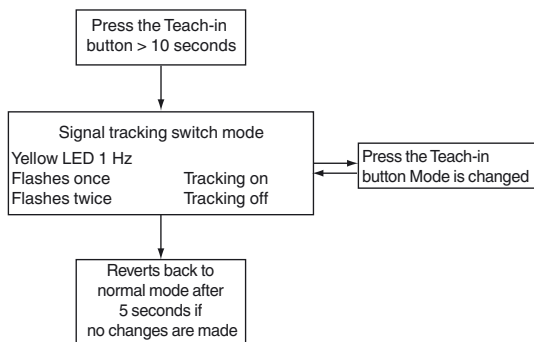 Press the Teach-in
button > 10 seconds
Signal tracking switch mode
Yellow LED 1 Hz
Flashes once Tracking on
Flashes twice Tracking off
Press the Teach-in
button Mode is changed
Reverts back to
normal mode after
5 seconds if
no changes are made